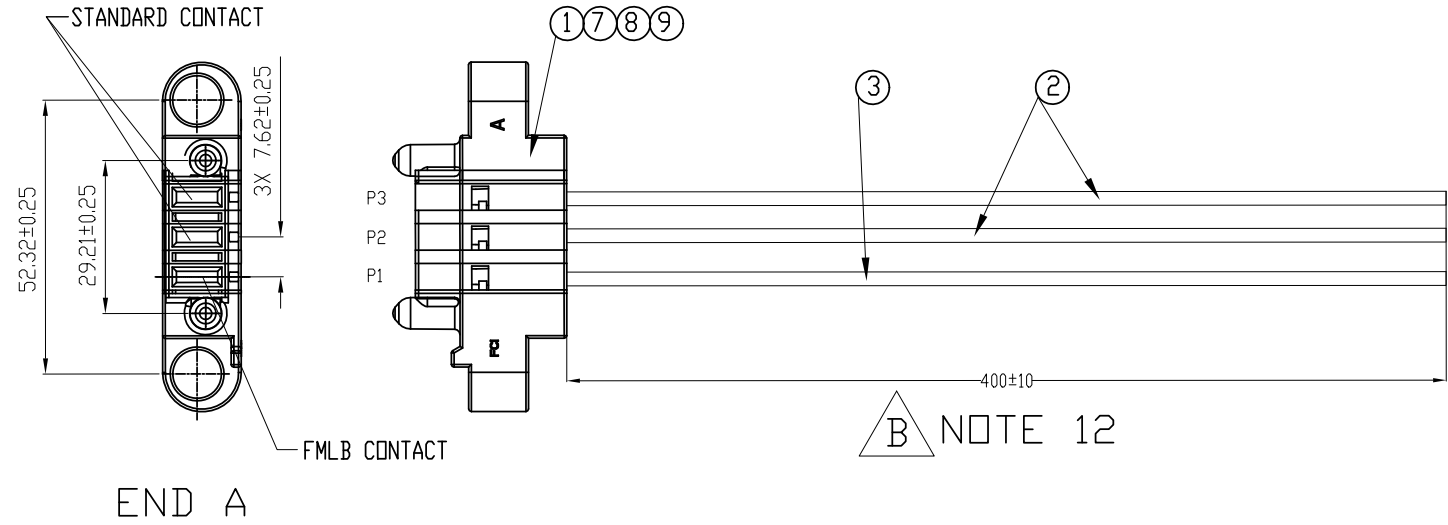 STANDARD CONTACT
1 7 8 9
3 2
52.32±0.25
29.21±0.25
3X 7.62±0.25
A
P3
P2
P1
FCI
400±10
B NOTE 12
FMLB CONTACT
END A